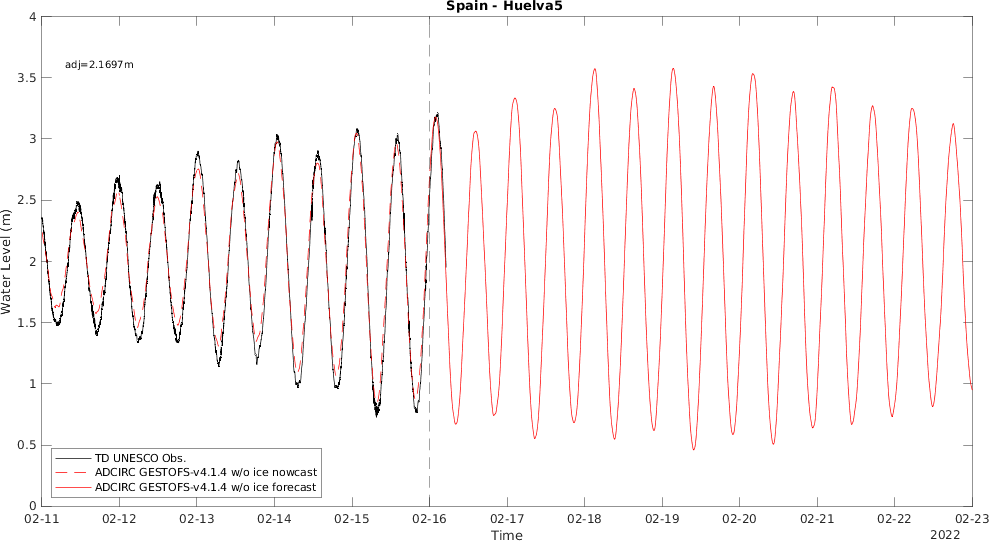 Spain - Huelva5
4
3.5
3
2.5
2
1.5
1
0.5
0
adj=2.1697m
Water Level (m)
TD UNESCO Obs.
ADCIRC GESTOFS-v4.1.4 w/o ice nowcast
ADCIRC GESTOFS-v4.1.4 w/o ice forecast
02-11 02-12 02-13 02-14 02-15 02-16 02-17 02-18 02-19 02-20 02-21 02-22 02-23
Time
2022